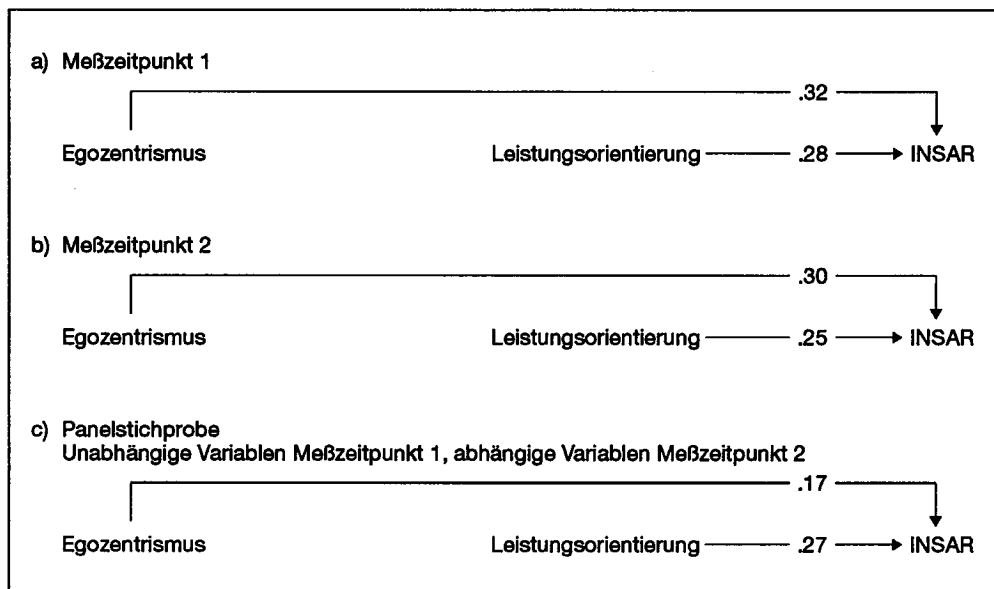 a) Meßzeitpunkt 1
.32
Egozentrismus Leistungsorientierung .28 INSAR
b) Meßzeitpunkt 2
.30
Egozentrismus Leistungsorientierung .25 INSAR
c) Panelstichprobe
Unabhängige Variablen Meßzeitpunkt 1, abhängige Variablen Meßzeitpunkt 2
.17
Egozentrismus Leistungsorientierung .27 INSAR